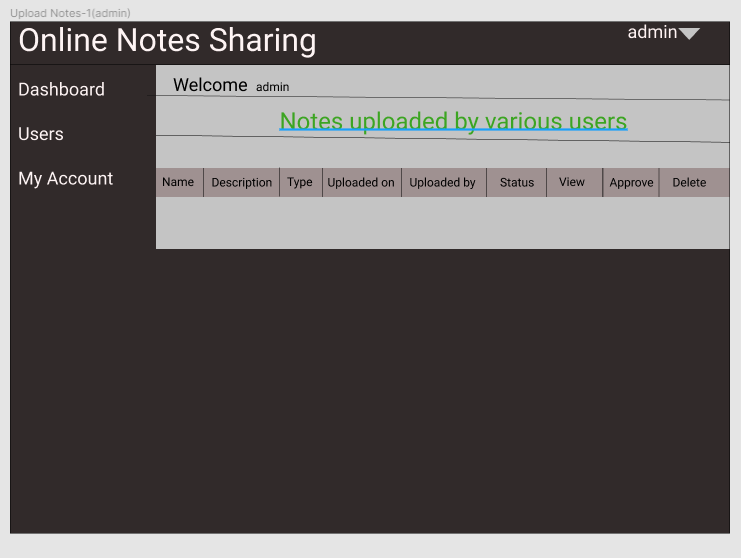 Upload Notes-1(admin)
Online Notes Sharing
admin
Dashboard
Users
My Account
Welcome admin
Notes uploaded by various users
Name Description Type Uploaded on Uploaded by Status View Approve Delete